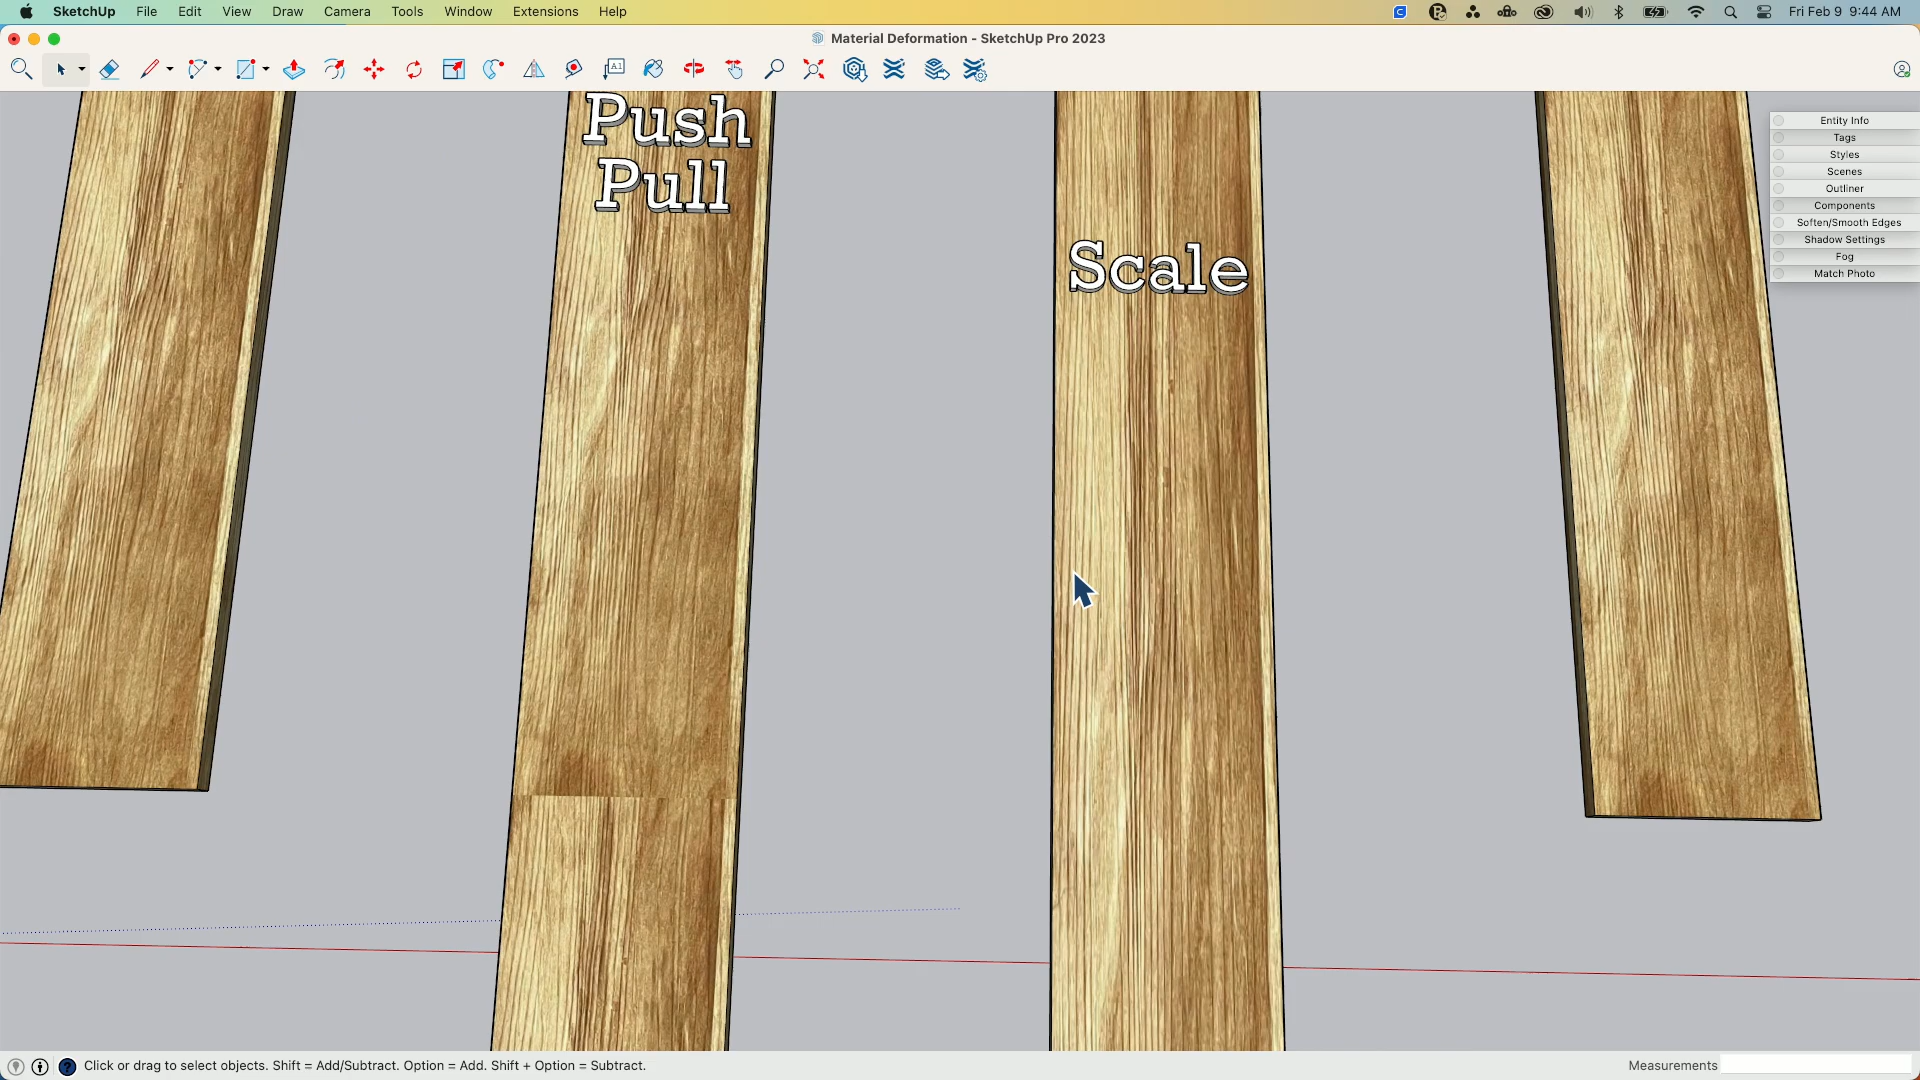 SketchUp File Edit View Draw Camera Tools Window Extensions Help Fri Feb 9 9:44 AM
Material Deformation - SketchUp Pro 2023
A1
Push
Pull
Scale
Entity Info
Tags
Styles
Scenes
Outliner
Components
Soften/Smooth Edges
Shadow Settings
Fog
Match Photo
Click or drag to select objects. Shift = Add/Subtract. Option = Add. Shift + Option = Subtract. Measurements